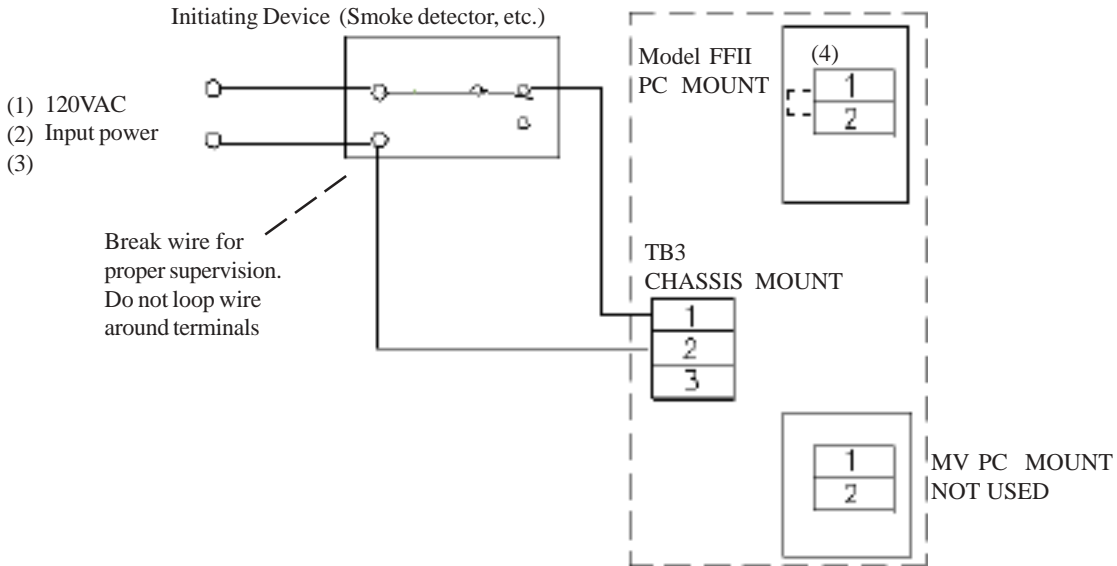 Initiating Device (Smoke detector, etc.)
(1) 120VAC
(2) Input power
(3)
Break wire for
proper supervision.
Do not loop wire
around terminals
Model FFII
PC MOUNT
(4)
1
2
TB3
CHASSIS MOUNT
1
2
3
1
2
MV PC MOUNT
NOT USED